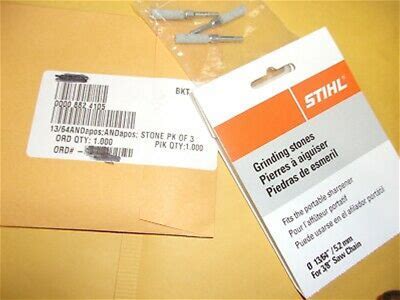 BKT
0000 882 4105
13/64ANDapos;ANDapos; STONE PK OF 3
ORD QTY: 1.000 PIK QTY:1.000
ORD# -
STIHL
Grinding stones
Pierres à aiguiser
Piedras de esmeril
Fits the portable sharpener
Pour l'affûteur portatif
Puede usarse en el afilador portátil
Ø 13/64" / 5.2 mm
For 3/8" Saw Chain